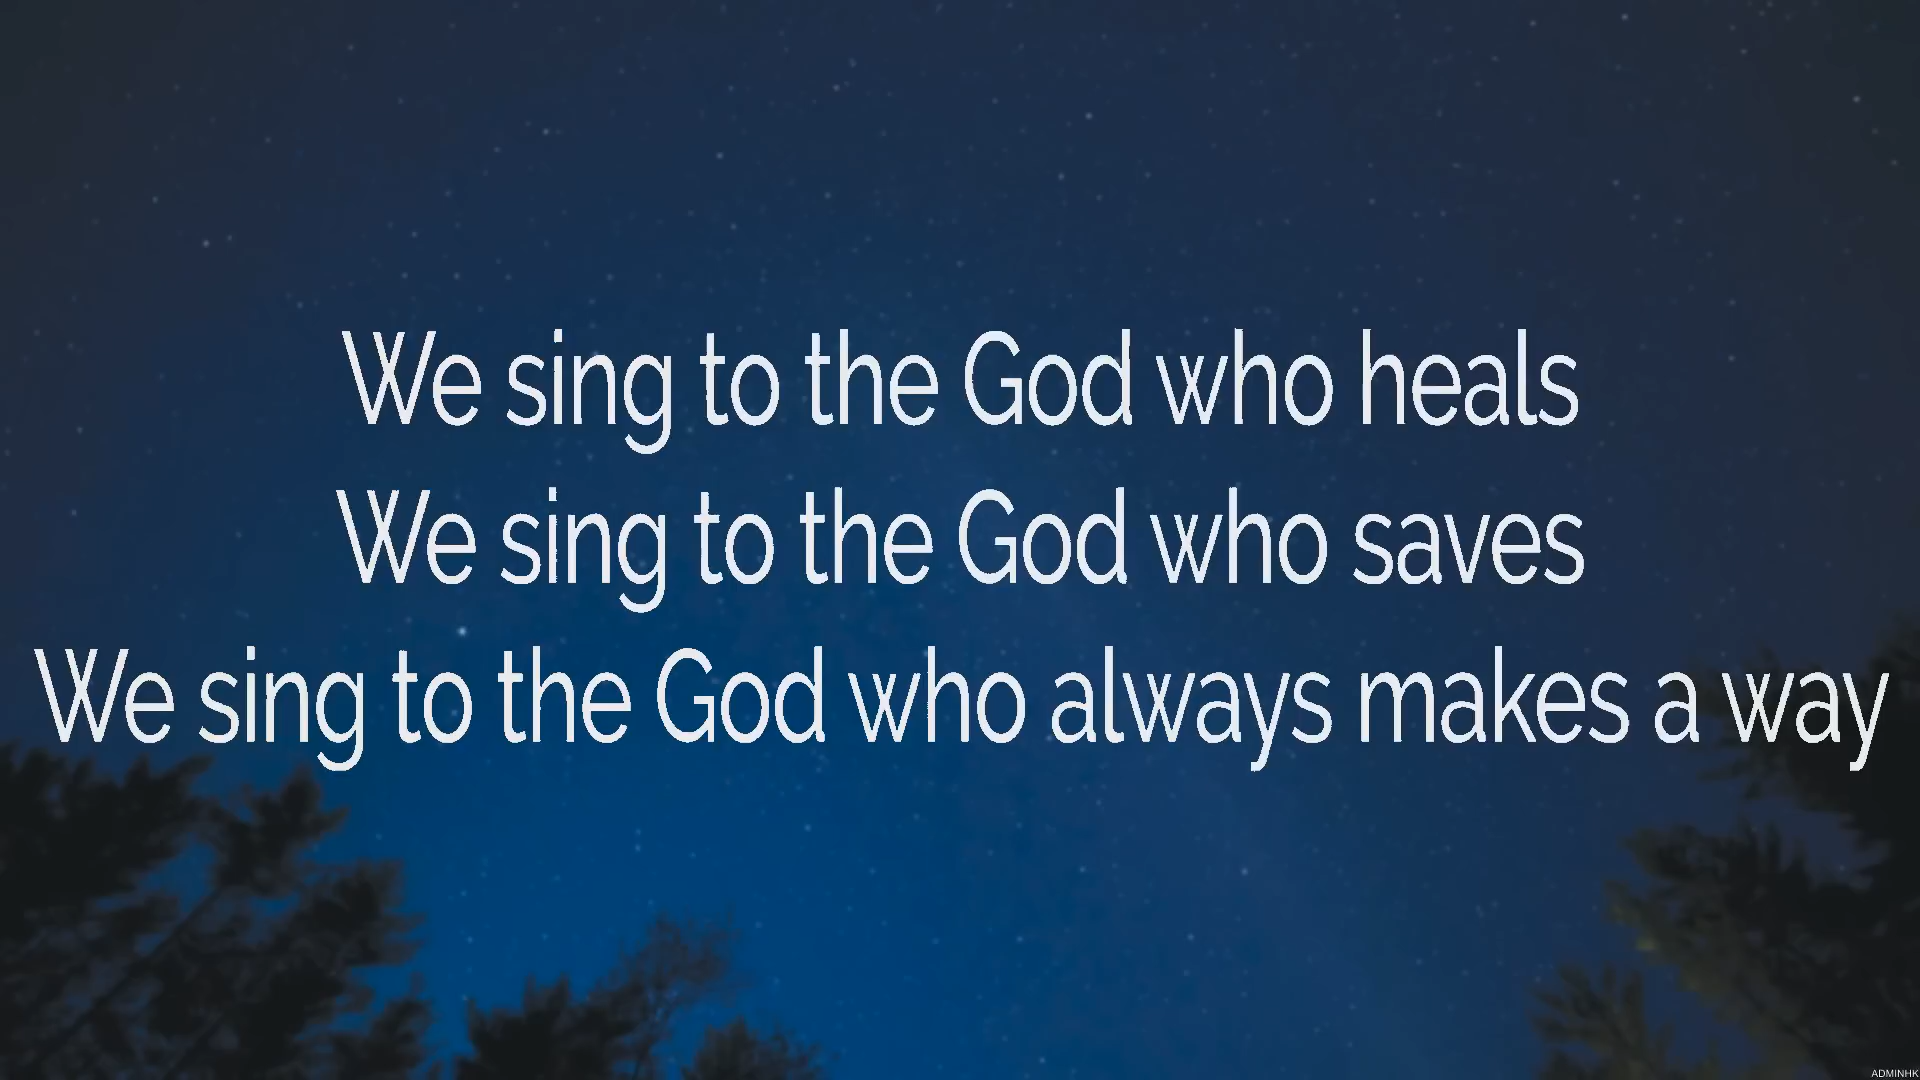 We sing to the God who heals
We sing to the God who saves
We sing to the God who always makes a way
ADMINHK